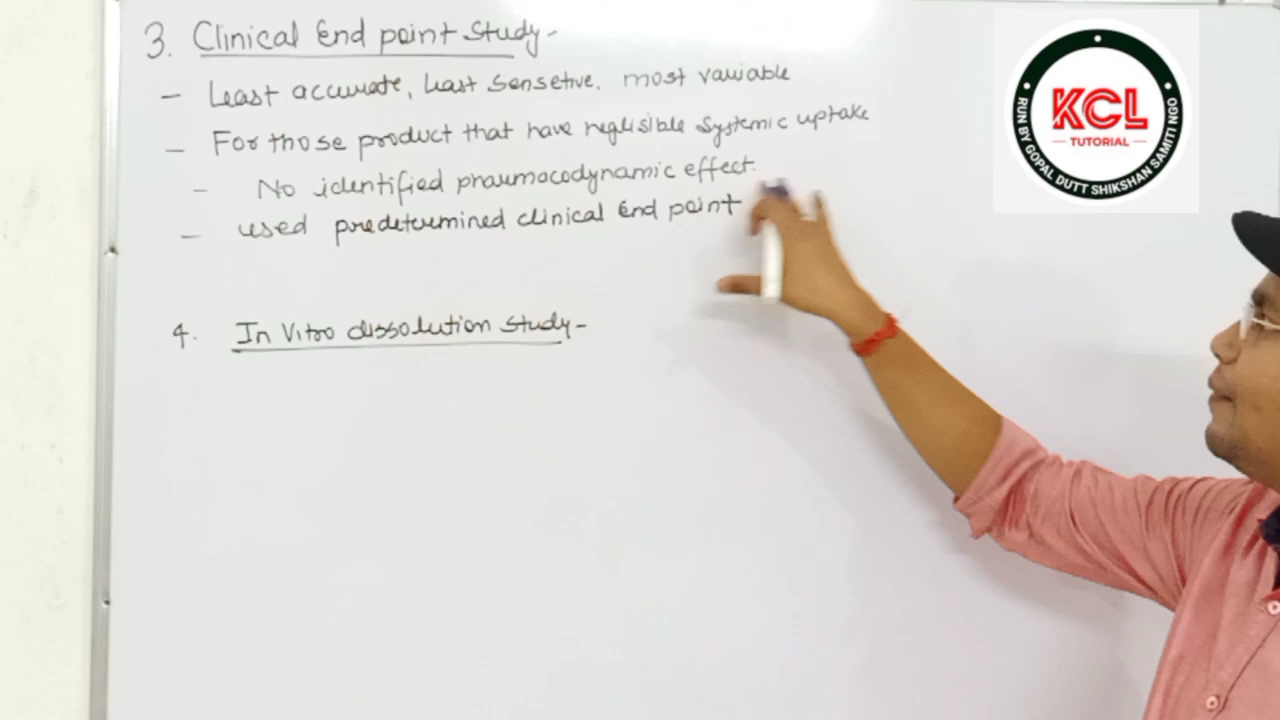 3. Clinical End point Study-
- Least accurate, least sensetive. most variable
- For those product that have neglisible systemic uptake
- No identified pharmocodynamic effect.
- used predetermined clinical End point
4. In Vitro dissolution study-
KCL
TUTORIAL
RUN BY GOPAL DUTT SHIKSHAN SAMITI NGO